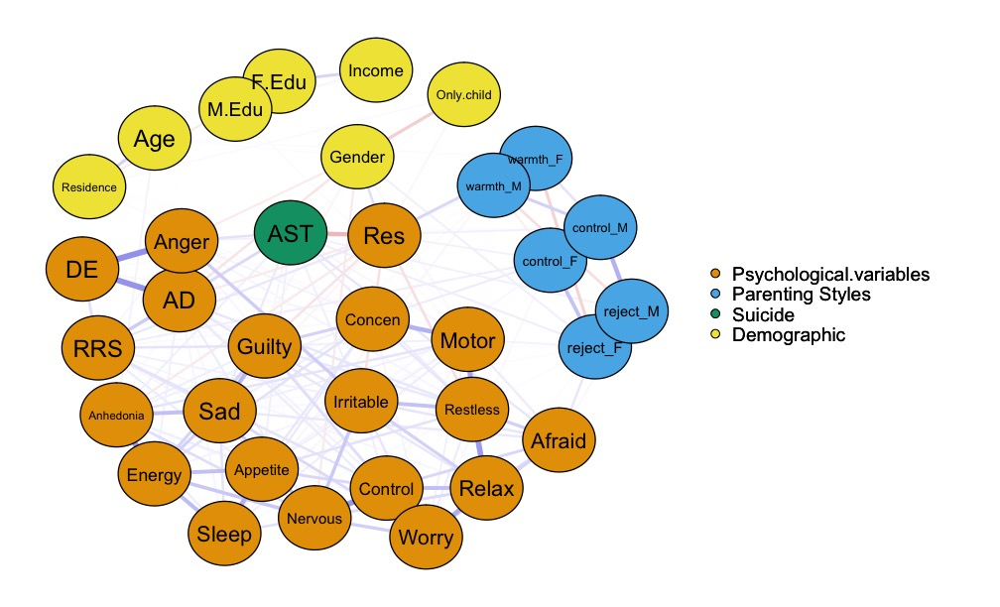 Income
F.Edu
Only.child
M.Edu
Age
Gender
warmth_F
Residence
warmth_M
control_M
AST
Res
Anger
control_F
DE
AD
reject_M
Concen
Motor
Guilty
RRS
reject_F
Irritable
Restless
Sad
Anhedonia
Afraid
Appetite
Energy
Control
Relax
Nervous
Sleep
Worry
Psychological.variables
Parenting Styles
Suicide
Demographic